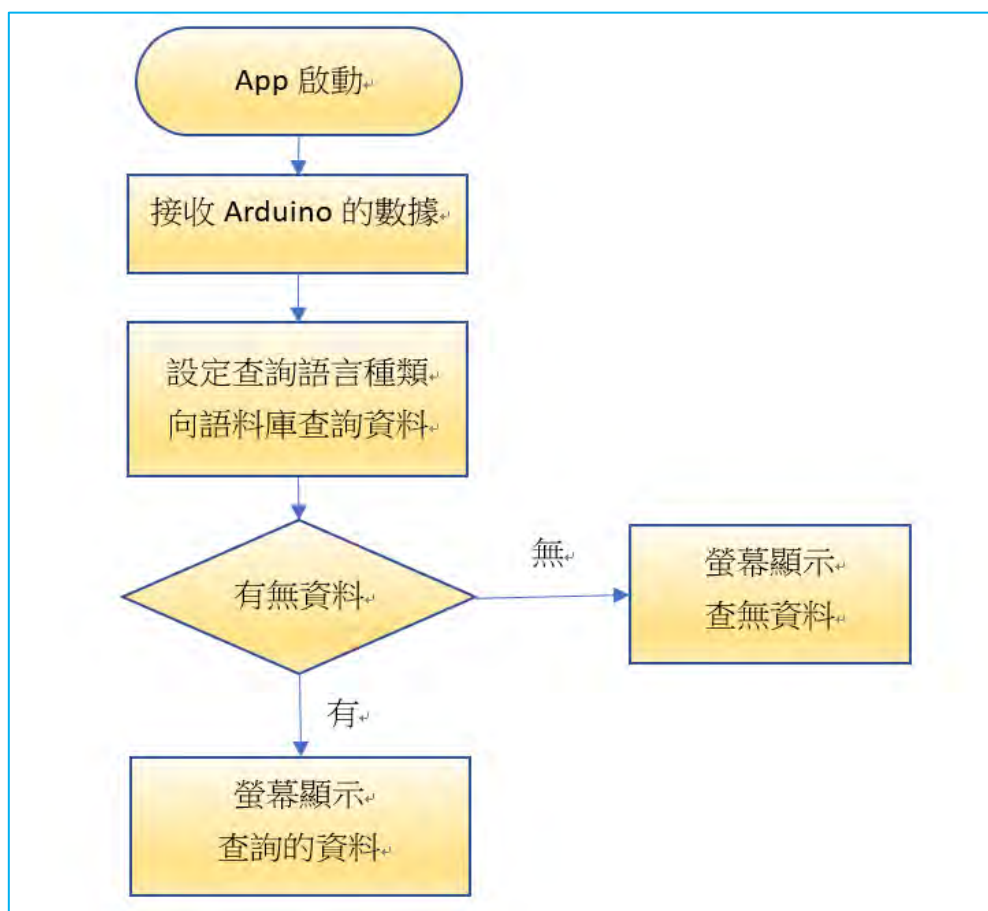 App 啟動
接收 Arduino 的數據
設定查詢語言種類
向語料庫查詢資料
有無資料
無
螢幕顯示
查無資料
有
螢幕顯示
查詢的資料